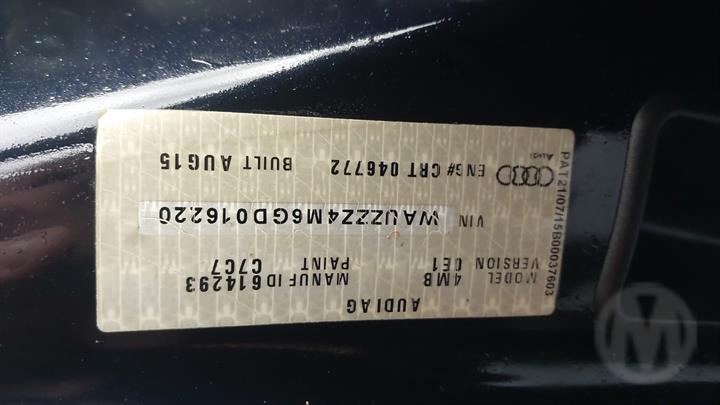 AUDI AG
MODEL 4MB MANUF ID 614293
VERSION 0E1 PAINT C7C7
VIN WAUZZZ4M6GD016220
ENG# CRT 046772 BUILT AUG15
Audi
PAT21/07/15B00037603
M